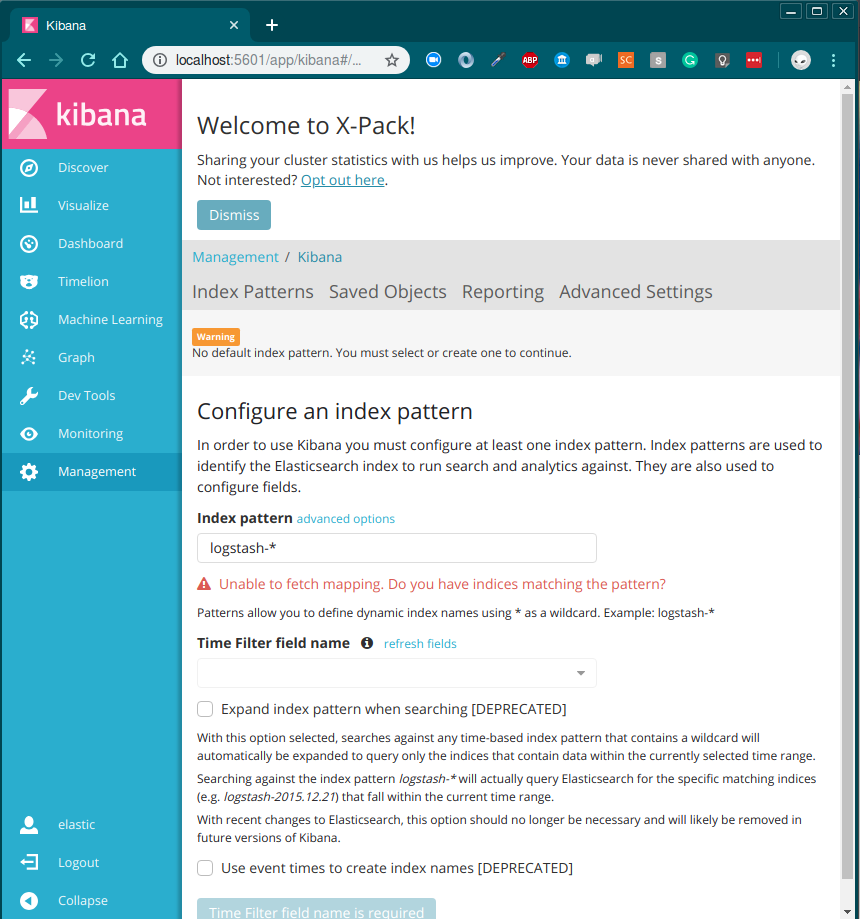 Kibana
localhost:5601/app/kibana#/...
ABP
SC
S
G
kibana
Discover
Visualize
Dashboard
Timelion
Machine Learning
Graph
Dev Tools
Monitoring
Management
elastic
Logout
Collapse
Welcome to X-Pack!
Sharing your cluster statistics with us helps us improve. Your data is never shared with anyone.
Not interested? Opt out here.
Dismiss
Management / Kibana
Index Patterns Saved Objects Reporting Advanced Settings
Warning
No default index pattern. You must select or create one to continue.
Configure an index pattern
In order to use Kibana you must configure at least one index pattern. Index patterns are used to
identify the Elasticsearch index to run search and analytics against. They are also used to
configure fields.
Index pattern advanced options
logstash-*
Unable to fetch mapping. Do you have indices matching the pattern?
Patterns allow you to define dynamic index names using * as a wildcard. Example: logstash-*
Time Filter field name refresh fields
Expand index pattern when searching [DEPRECATED]
With this option selected, searches against any time-based index pattern that contains a wildcard will
automatically be expanded to query only the indices that contain data within the currently selected time range.
Searching against the index pattern logstash-* will actually query Elasticsearch for the specific matching indices
(e.g. logstash-2015.12.21) that fall within the current time range.
With recent changes to Elasticsearch, this option should no longer be necessary and will likely be removed in
future versions of Kibana.
Use event times to create index names [DEPRECATED]
Time Filter field name is required